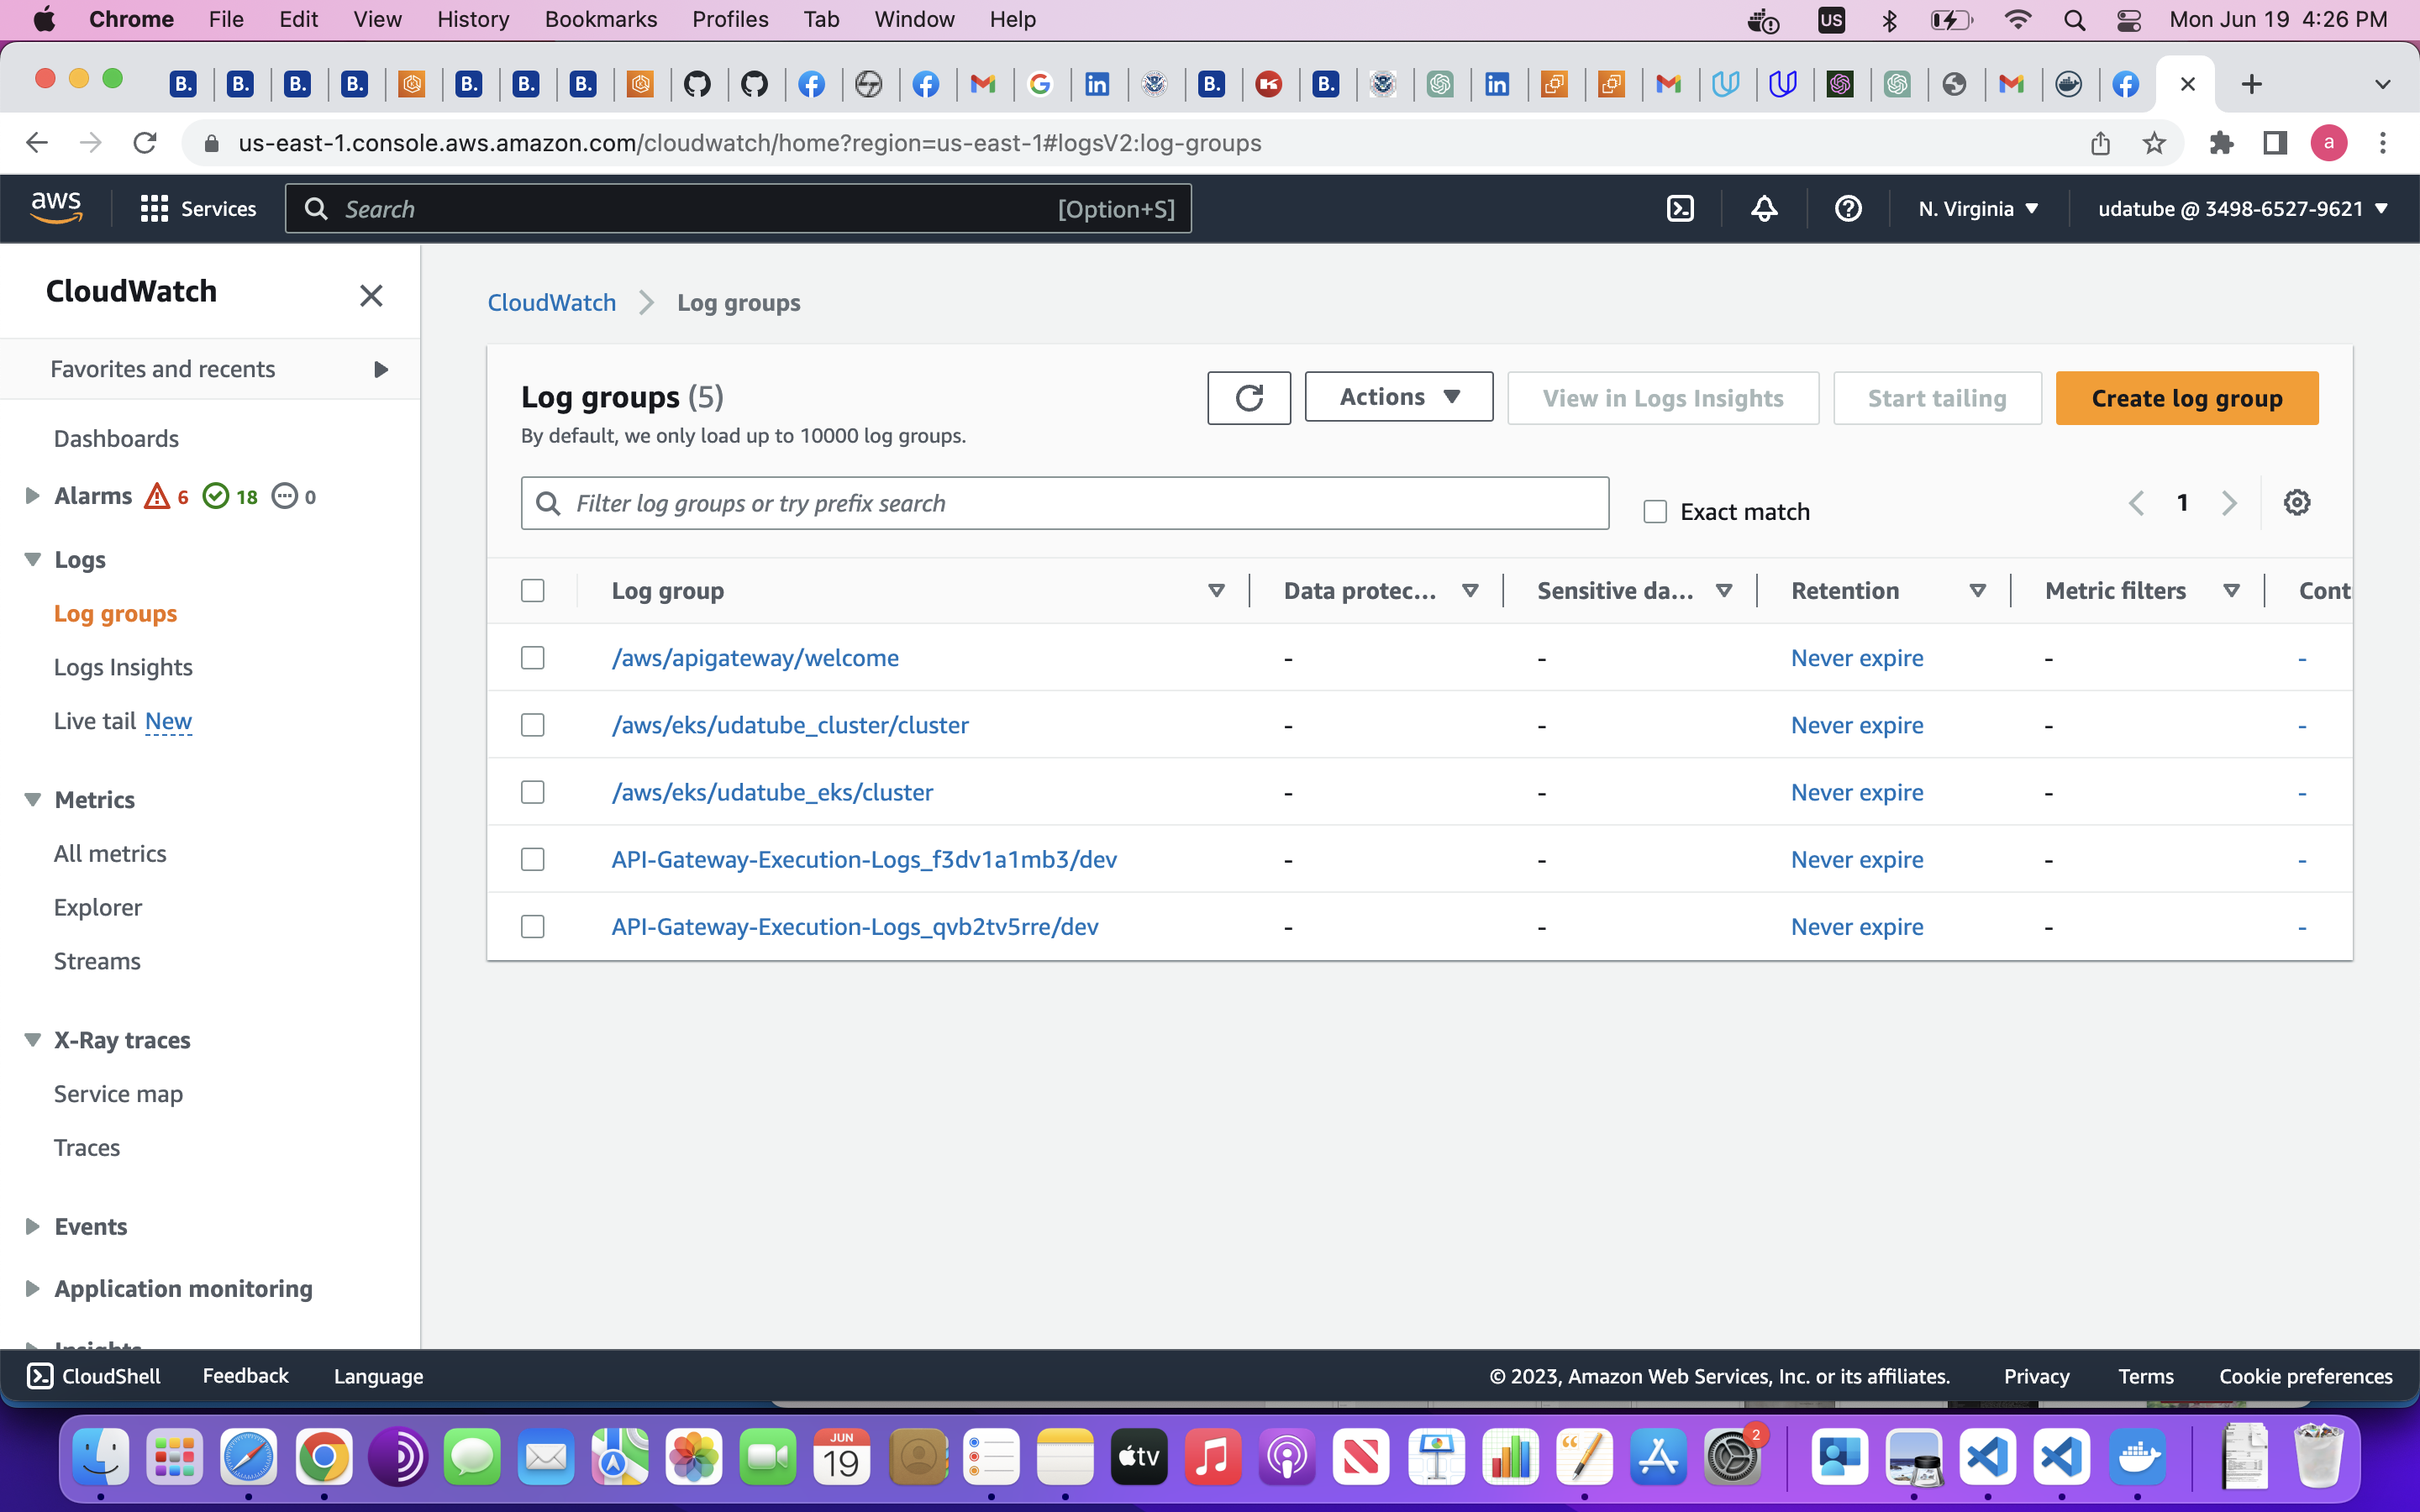 Chrome File Edit View History Bookmarks Profiles Tab Window Help US Mon Jun 19 4:26 PM
B. B. B. B. B. B. B. B. B.
us-east-1.console.aws.amazon.com/cloudwatch/home?region=us-east-1#logsV2:log-groups a
aws Services Search [Option+S] N. Virginia udatube @ 3498-6527-9621
CloudWatch
Favorites and recents
Dashboards
Alarms 6 18 0
Logs
Log groups
Logs Insights
Live tail New
Metrics
All metrics
Explorer
Streams
X-Ray traces
Service map
Traces
Events
Application monitoring
Insights
CloudWatch Log groups
Log groups (5)
By default, we only load up to 10000 log groups.
Actions View in Logs Insights Start tailing Create log group
Filter log groups or try prefix search Exact match 1
Log group Data protec... Sensitive da... Retention Metric filters Cont
/aws/apigateway/welcome - - Never expire - -
/aws/eks/udatube_cluster/cluster - - Never expire - -
/aws/eks/udatube_eks/cluster - - Never expire - -
API-Gateway-Execution-Logs_f3dv1a1mb3/dev - - Never expire - -
API-Gateway-Execution-Logs_qvb2tv5rre/dev - - Never expire - -
CloudShell Feedback Language © 2023, Amazon Web Services, Inc. or its affiliates. Privacy Terms Cookie preferences
JUN
19
tv
2